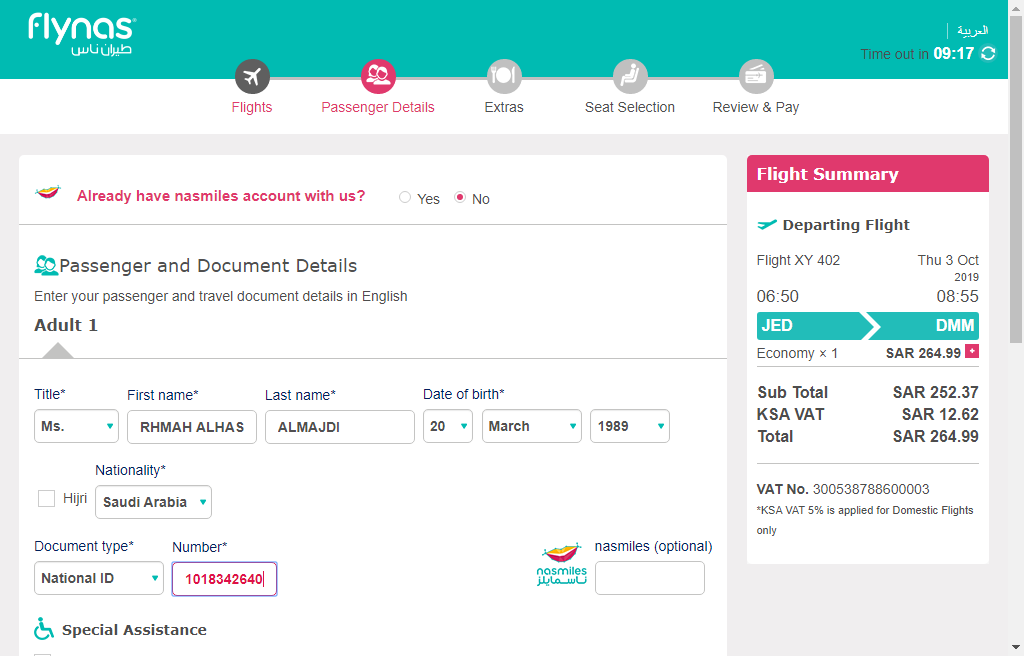 flynas
طيران ناس
العربية
Time out in 09:17
Flights
Passenger Details
Extras
Seat Selection
Review & Pay
Already have nasmiles account with us?
Yes
No
Passenger and Document Details
Enter your passenger and travel document details in English
Adult 1
Title* First name* Last name* Date of birth*
Ms. RHMAH ALHAS ALMAJDI 20 March 1989
Nationality*
Hijri Saudi Arabia
Document type* Number* nasmiles (optional)
National ID 1018342640
nasmiles
ناسمايلز
Special Assistance
Flight Summary
Departing Flight
Flight XY 402 Thu 3 Oct
2019
06:50 08:55
JED DMM
Economy × 1 SAR 264.99 +
Sub Total SAR 252.37
KSA VAT SAR 12.62
Total SAR 264.99
VAT No. 300538788600003
*KSA VAT 5% is applied for Domestic Flights
only